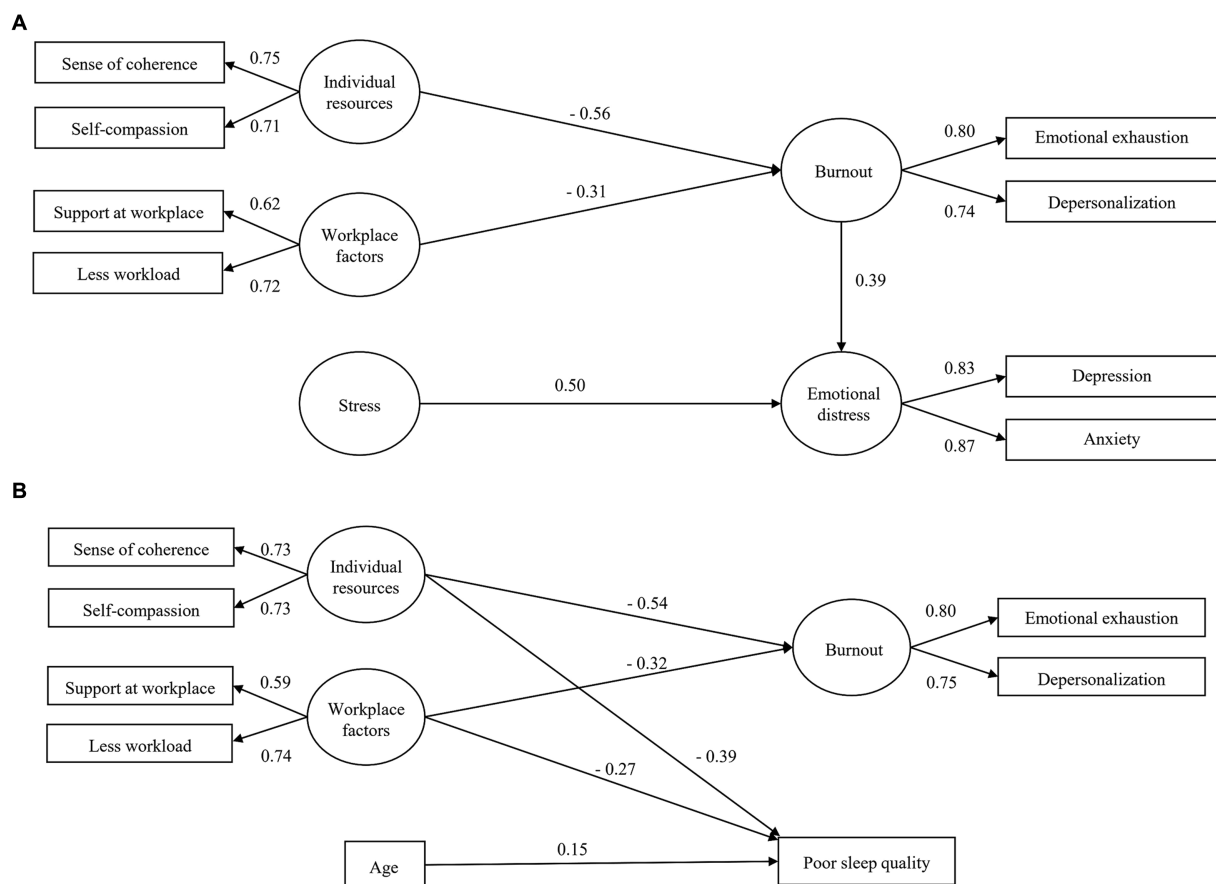 A
Sense of coherence
0.75
Individual
resources
Self-compassion
0.71
- 0.56
Burnout
0.80
Emotional exhaustion
0.74
Depersonalization
Support at workplace
0.62
Workplace
factors
- 0.31
Less workload
0.72
0.39
Stress
0.50
Emotional
distress
0.83
Depression
0.87
Anxiety
B
Sense of coherence
0.73
Individual
resources
Self-compassion
0.73
- 0.54
Burnout
0.80
Emotional exhaustion
0.75
Depersonalization
Support at workplace
0.59
Workplace
factors
- 0.32
Less workload
0.74
- 0.27
- 0.39
Age
0.15
Poor sleep quality